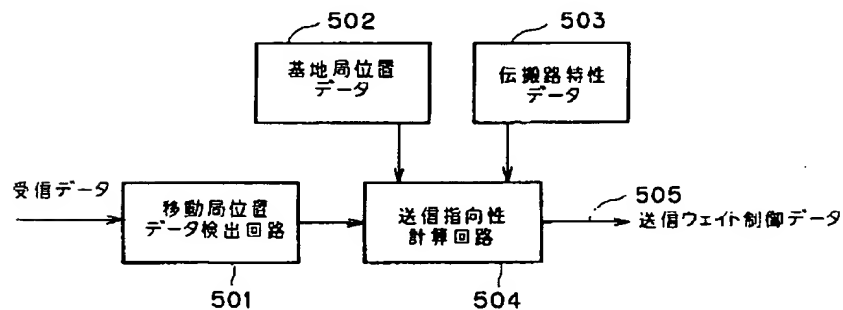 502
503
基地局位置
データ
伝搬路特性
データ
受信データ
移動局位置
データ検出回路
送信指向性
計算回路
505
送信ウェイト制御データ
501
504